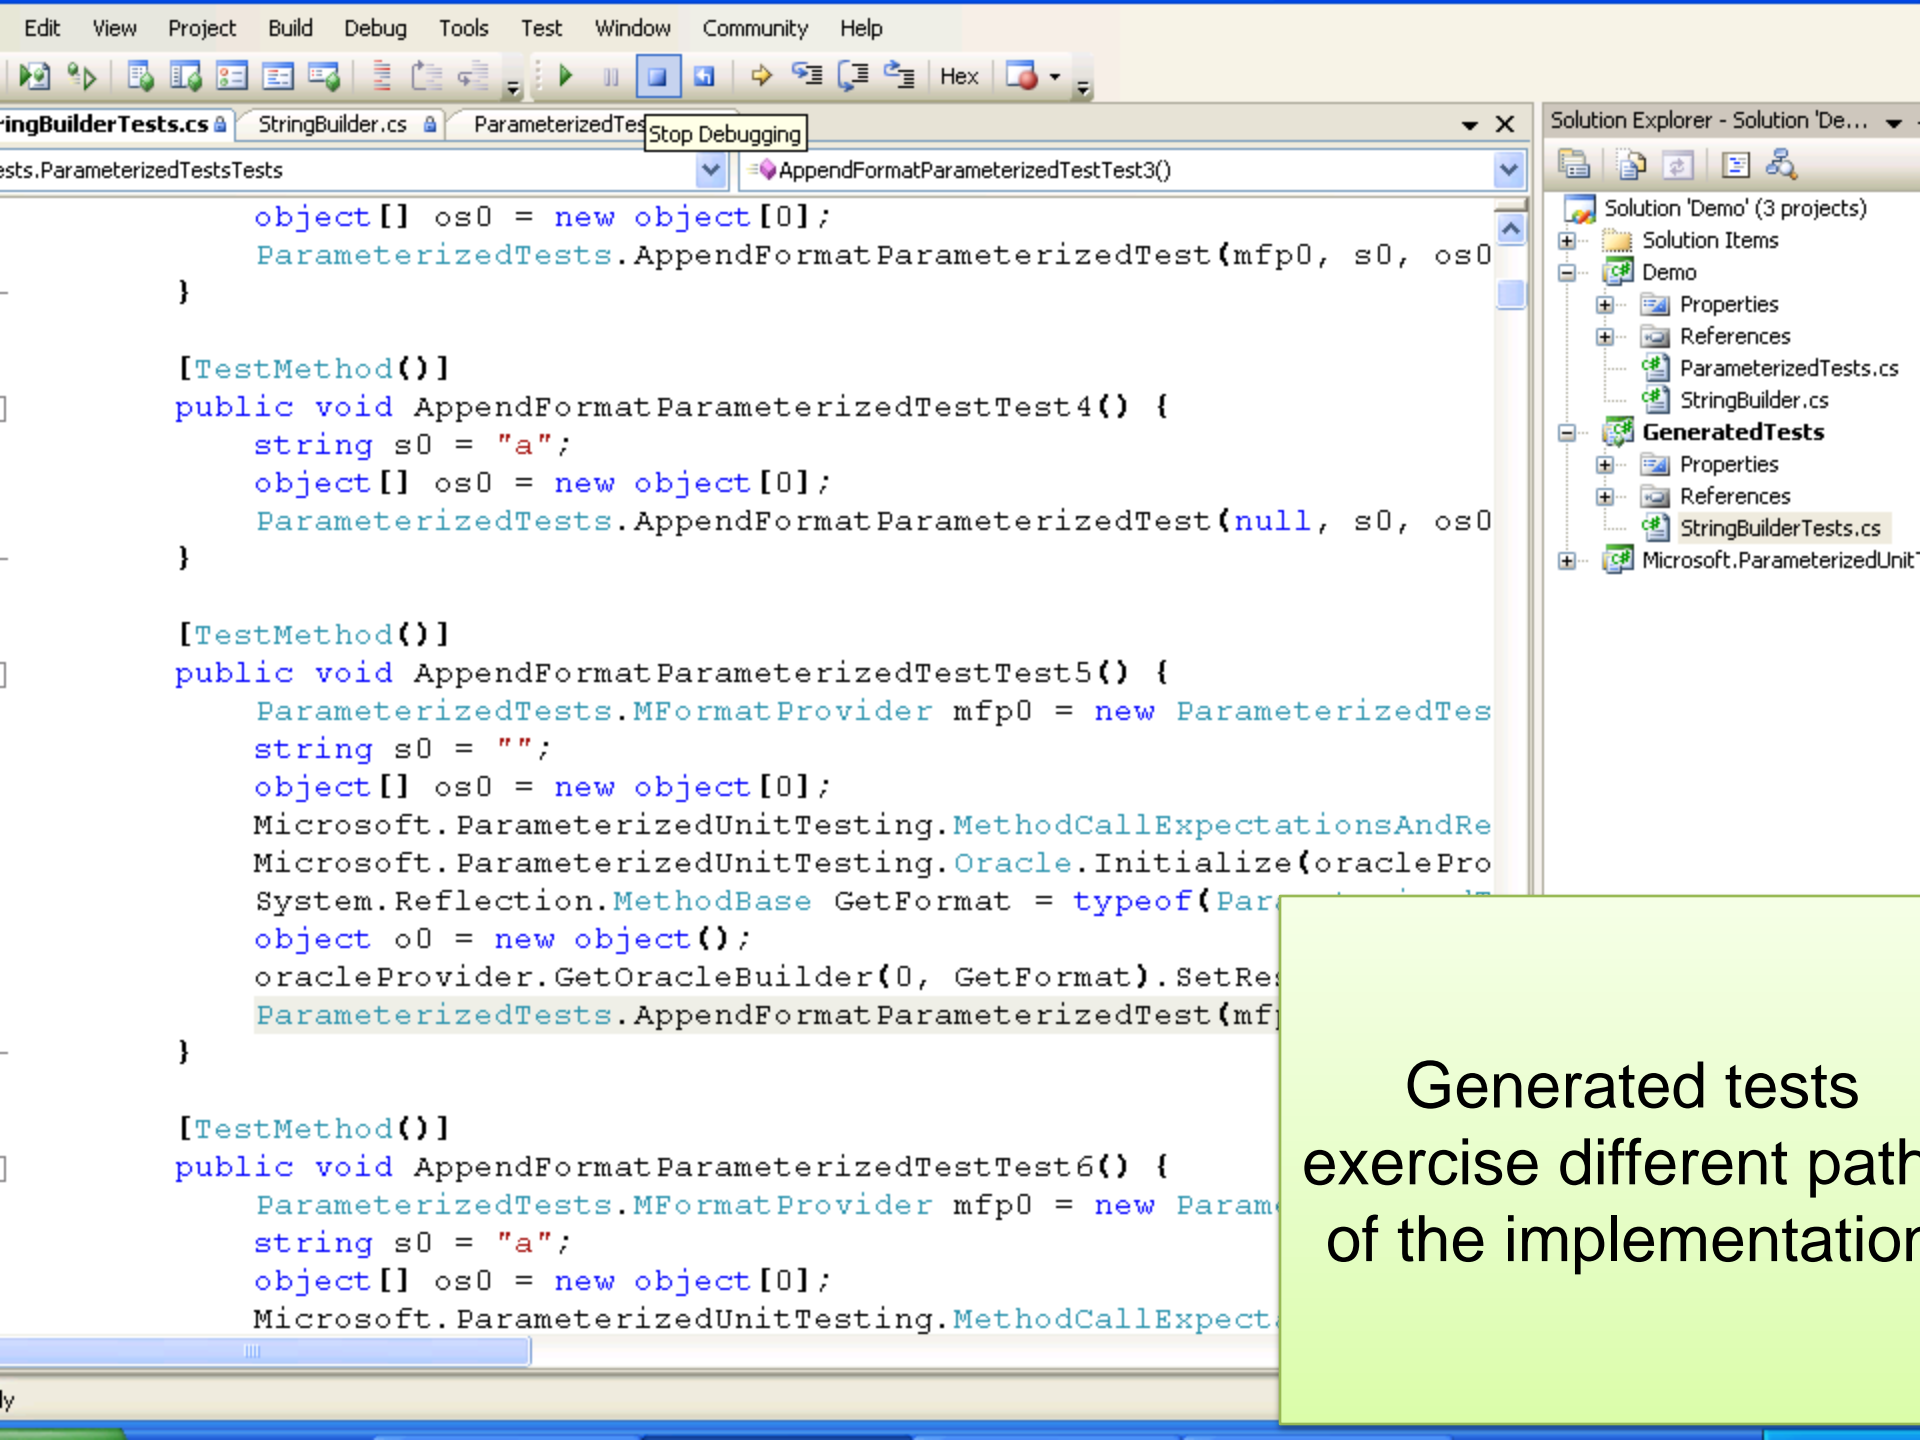 Edit View Project Build Debug Tools Test Window Community Help
Hex
ringBuilderTests.cs StringBuilder.cs ParameterizedTes
Stop Debugging
ests.ParameterizedTestsTests AppendFormatParameterizedTestTest3()
object[] os0 = new object[0];
ParameterizedTests.AppendFormatParameterizedTest(mfp0, s0, os0
}
[TestMethod()]
public void AppendFormatParameterizedTestTest4() {
string s0 = "a";
object[] os0 = new object[0];
ParameterizedTests.AppendFormatParameterizedTest(null, s0, os0
}
[TestMethod()]
public void AppendFormatParameterizedTestTest5() {
ParameterizedTests.MFormatProvider mfp0 = new ParameterizedTes
string s0 = "";
object[] os0 = new object[0];
Microsoft.ParameterizedUnitTesting.MethodCallExpectationsAndRe
Microsoft.ParameterizedUnitTesting.Oracle.Initialize(oraclePro
System.Reflection.MethodBase GetFormat = typeof(Par
object o0 = new object();
oracleProvider.GetOracleBuilder(0, GetFormat).SetRes
ParameterizedTests.AppendFormatParameterizedTest(mf
}
[TestMethod()]
public void AppendFormatParameterizedTestTest6() {
ParameterizedTests.MFormatProvider mfp0 = new Param
string s0 = "a";
object[] os0 = new object[0];
Microsoft.ParameterizedUnitTesting.MethodCallExpect
Solution Explorer - Solution 'De...
Solution 'Demo' (3 projects)
Solution Items
Demo
Properties
References
ParameterizedTests.cs
StringBuilder.cs
GeneratedTests
Properties
References
StringBuilderTests.cs
Microsoft.ParameterizedUnit
Generated tests
exercise different path
of the implementation